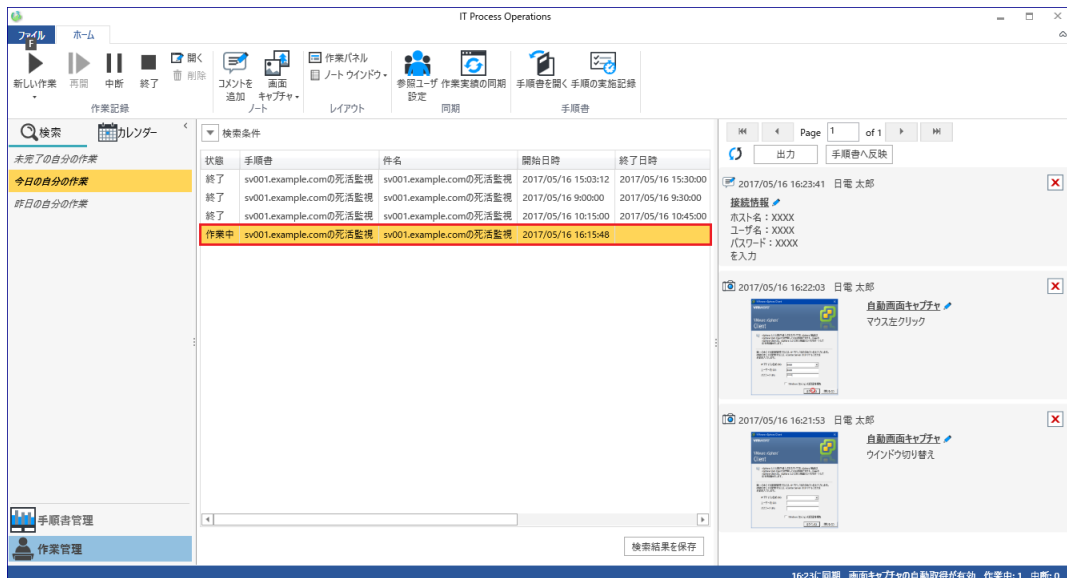 IT Process Operations
ファイル ホーム
F
新しい作業 再開 中断 終了 開く 削除
作業記録
コメントを追加 画面キャプチャ
ノート
作業パネル
ノート ウインドウ
レイアウト
参照ユーザ設定 作業実績の同期
同期
手順書を開く 手順の実施記録
手順書
検索 カレンダー
未完了の自分の作業
今日の自分の作業
昨日の自分の作業
手順書管理
作業管理
検索条件
状態 手順書 件名 開始日時 終了日時
終了 sv001.example.comの死活監視 sv001.example.comの死活監視 2017/05/16 15:03:12 2017/05/16 15:30:00
終了 sv001.example.comの死活監視 sv001.example.comの死活監視 2017/05/16 9:00:00 2017/05/16 9:30:00
終了 sv001.example.comの死活監視 sv001.example.comの死活監視 2017/05/16 10:15:00 2017/05/16 10:45:00
作業中 sv001.example.comの死活監視 sv001.example.comの死活監視 2017/05/16 16:15:48
検索結果を保存
Page 1 of 1
出力 手順書へ反映
2017/05/16 16:23:41 日電 太郎
接続情報
ホスト名：XXXX
ユーザ名：XXXX
パスワード：XXXX
を入力
2017/05/16 16:22:03 日電 太郎
自動画面キャプチャ
マウス左クリック
2017/05/16 16:21:53 日電 太郎
自動画面キャプチャ
ウインドウ切り替え
16:23に同期 画面キャプチャの自動取得が有効 作業中: 1 中断: 0